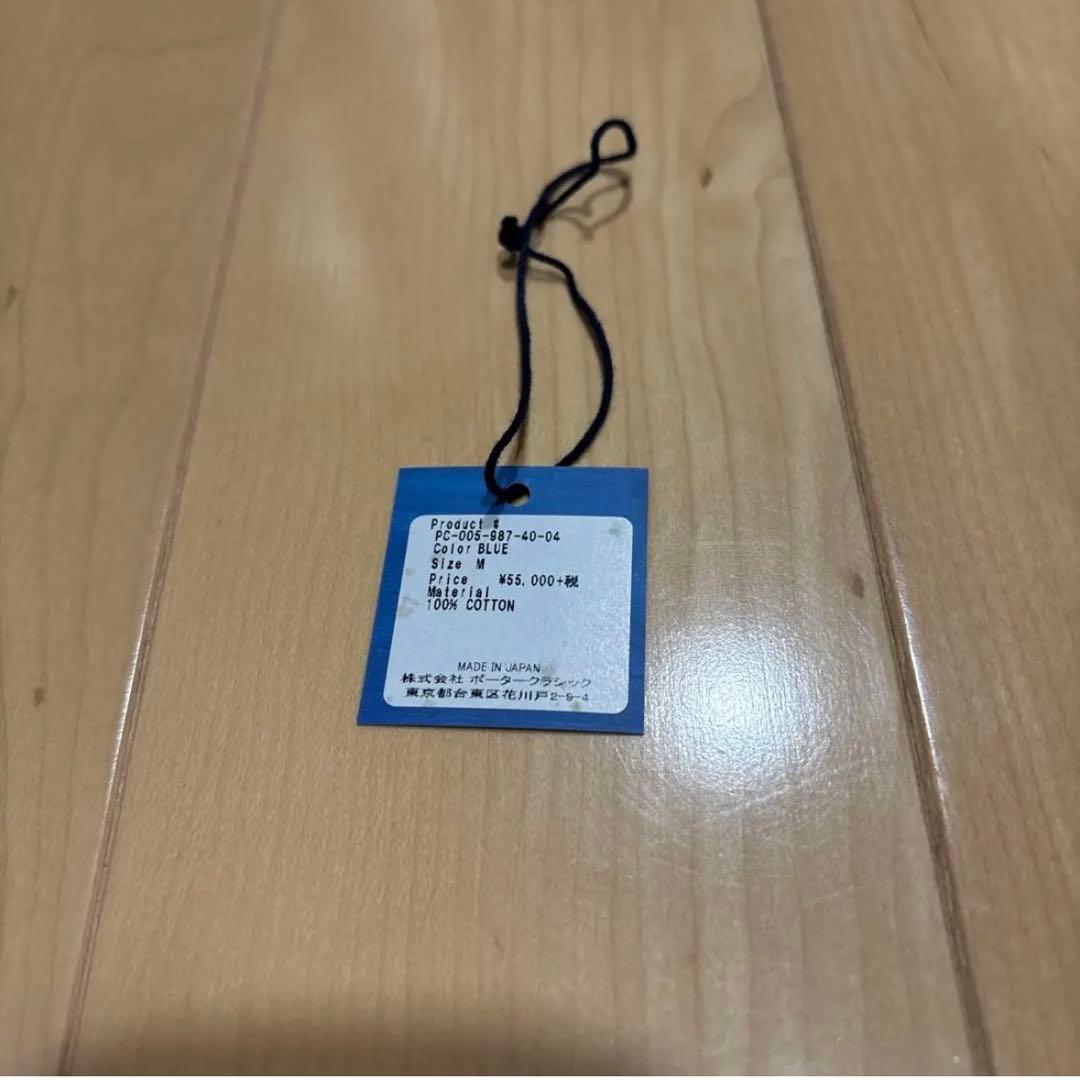 Product #
PC-005-987-40-04
Color BLUE
Size M
Price ¥55,000+税
Material
100% COTTON
MADE IN JAPAN
株式会社 ポータークラシック
東京都台東区花川戸2-9-4